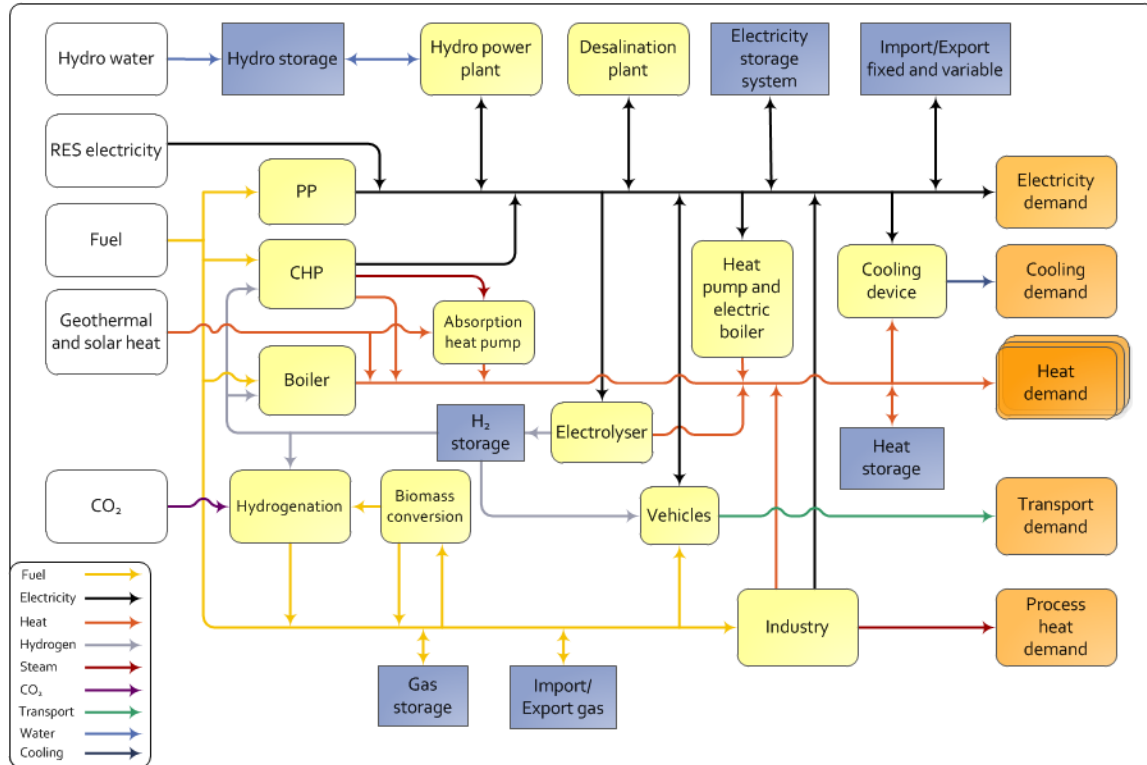 Hydro water
Hydro storage
Hydro power
plant
Desalination
plant
Electricity
storage
system
Import/Export
fixed and variable
RES electricity
PP
Electricity
demand
Fuel
CHP
Heat
pump and
electric
boiler
Cooling
device
Cooling
demand
Geothermal
and solar heat
Absorption
heat pump
Boiler
Heat
demand
H₂
storage
Electrolyser
Heat
storage
CO₂
Hydrogenation
Biomass
conversion
Vehicles
Transport
demand
Fuel
Electricity
Heat
Hydrogen
Steam
CO₂
Transport
Water
Cooling
Industry
Process
heat
demand
Gas
storage
Import/
Export gas